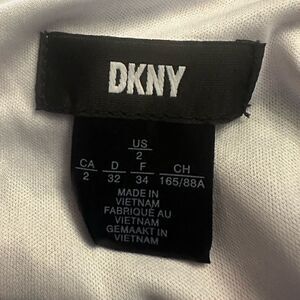 DKNY
US
2
CA D F CH
2 32 34 165/88A
MADE IN
VIETNAM
FABRIQUÉ AU
VIETNAM
GEMAAKT IN
VIETNAM